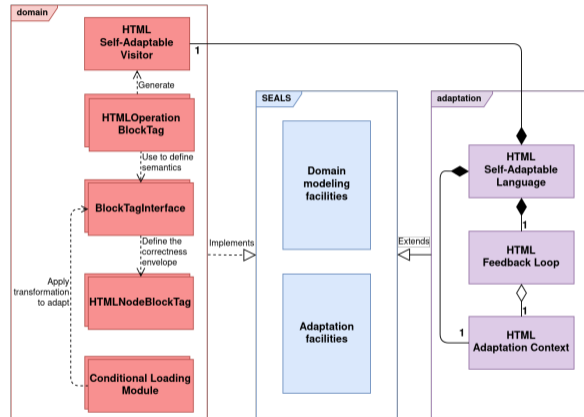 domain
HTML
Self-Adaptable
Visitor
1
Generate
HTMLOperation
BlockTag
Use to define
semantics
BlockTagInterface
Define the
correctness
envelope
Apply
transformation
to adapt
HTMLNodeBlockTag
Conditional Loading
Module
Implements
SEALS
Domain
modeling
facilities
Adaptation
facilities
Extends
adaptation
HTML
Self-Adaptable
Language
1
HTML
Feedback Loop
1
1
HTML
Adaptation Context